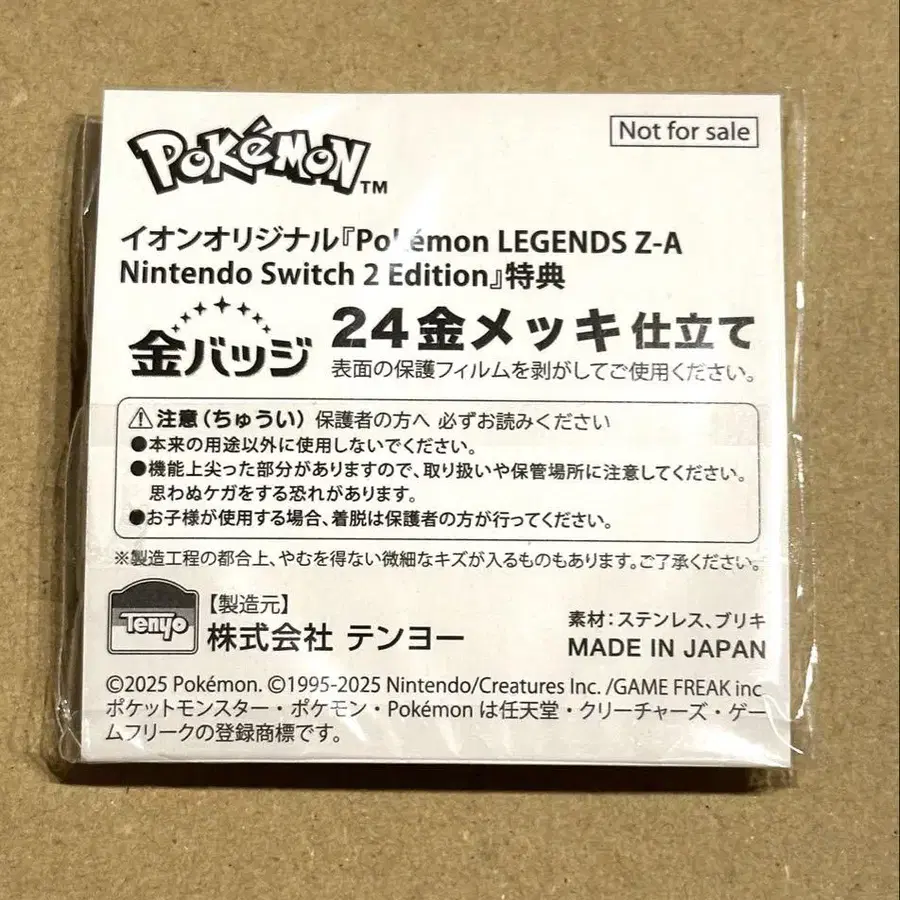 Pokémon TM
Not for sale
イオンオリジナル『Pokémon LEGENDS Z-A
Nintendo Switch 2 Edition』特典
金バッジ
24金メッキ仕立て
表面の保護フィルムを剥がしてご使用ください。
⚠注意(ちゅうい) 保護者の方へ 必ずお読みください
●本来の用途以外に使用しないでください。
●機能上尖った部分がありますので、取り扱いや保管場所に注意してください。
思わぬケガをする恐れがあります。
●お子様が使用する場合、着脱は保護者の方が行ってください。
※製造工程の都合上、やむを得ない微細なキズが入るものもあります。ご了承ください。
Tenyo
【製造元】
株式会社 テンヨー
素材:ステンレス、ブリキ
MADE IN JAPAN
©2025 Pokémon. ©1995-2025 Nintendo/Creatures Inc. /GAME FREAK inc
ポケットモンスター・ポケモン・Pokémon は任天堂・クリーチャーズ・ゲー
ムフリークの登録商標です。